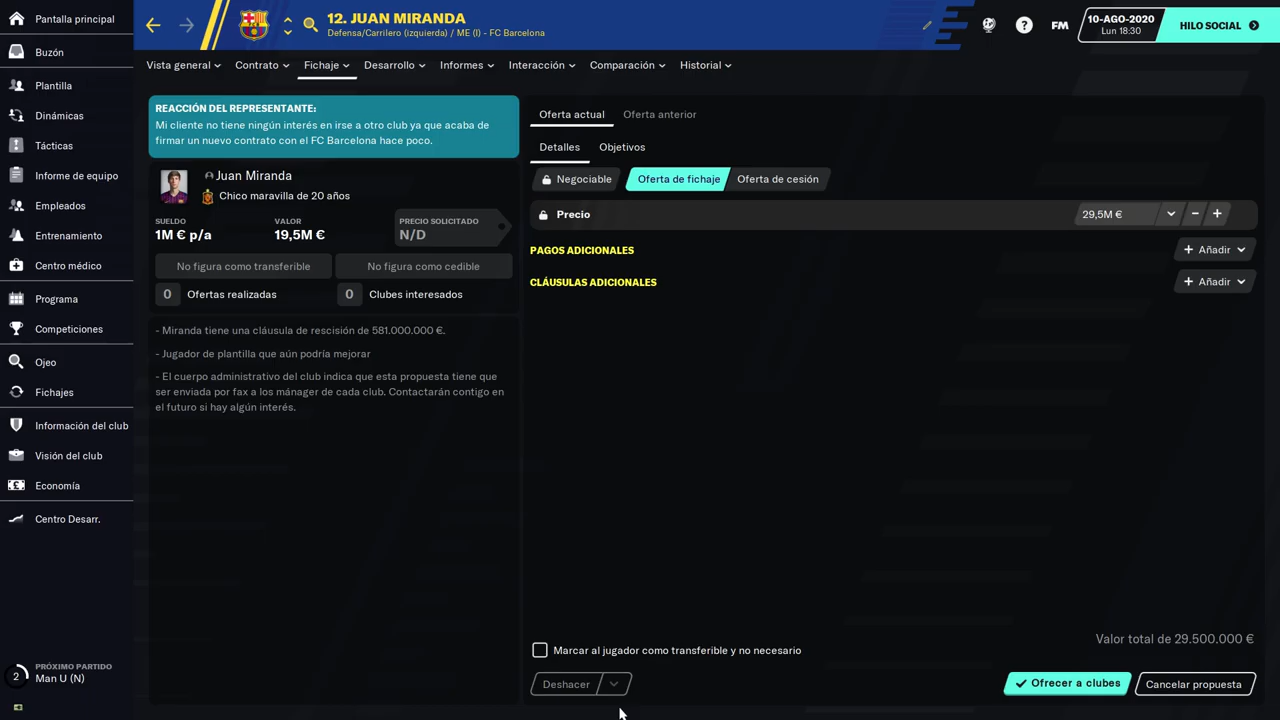 Pantalla principal
Buzón
Plantilla
Dinámicas
Tácticas
Informe de equipo
Empleados
Entrenamiento
Centro médico
Programa
Competiciones
Ojeo
Fichajes
Información del club
Visión del club
Economía
Centro Desarr.
2
PRÓXIMO PARTIDO
Man U (N)
12. JUAN MIRANDA
Defensa/Carrilero (izquierda) / ME (I) - FC Barcelona
?
FM
10-AGO-2020
Lun 18:30
HILO SOCIAL
Vista general
Contrato
Fichaje
Desarrollo
Informes
Interacción
Comparación
Historial
REACCIÓN DEL REPRESENTANTE:
Mi cliente no tiene ningún interés en irse a otro club ya que acaba de
firmar un nuevo contrato con el FC Barcelona hace poco.
Juan Miranda
Chico maravilla de 20 años
SUELDO
1M € p/a
VALOR
19,5M €
PRECIO SOLICITADO
N/D
No figura como transferible
No figura como cedible
0 Ofertas realizadas
0 Clubes interesados
- Miranda tiene una cláusula de rescisión de 581.000.000 €.
- Jugador de plantilla que aún podría mejorar
- El cuerpo administrativo del club indica que esta propuesta tiene que
ser enviada por fax a los mánager de cada club. Contactarán contigo en
el futuro si hay algún interés.
Oferta actual
Oferta anterior
Detalles
Objetivos
Negociable
Oferta de fichaje
Oferta de cesión
Precio
29,5M €
- +
PAGOS ADICIONALES
+ Añadir
CLÁUSULAS ADICIONALES
+ Añadir
Valor total de 29.500.000 €
Marcar al jugador como transferible y no necesario
Deshacer
Ofrecer a clubes
Cancelar propuesta